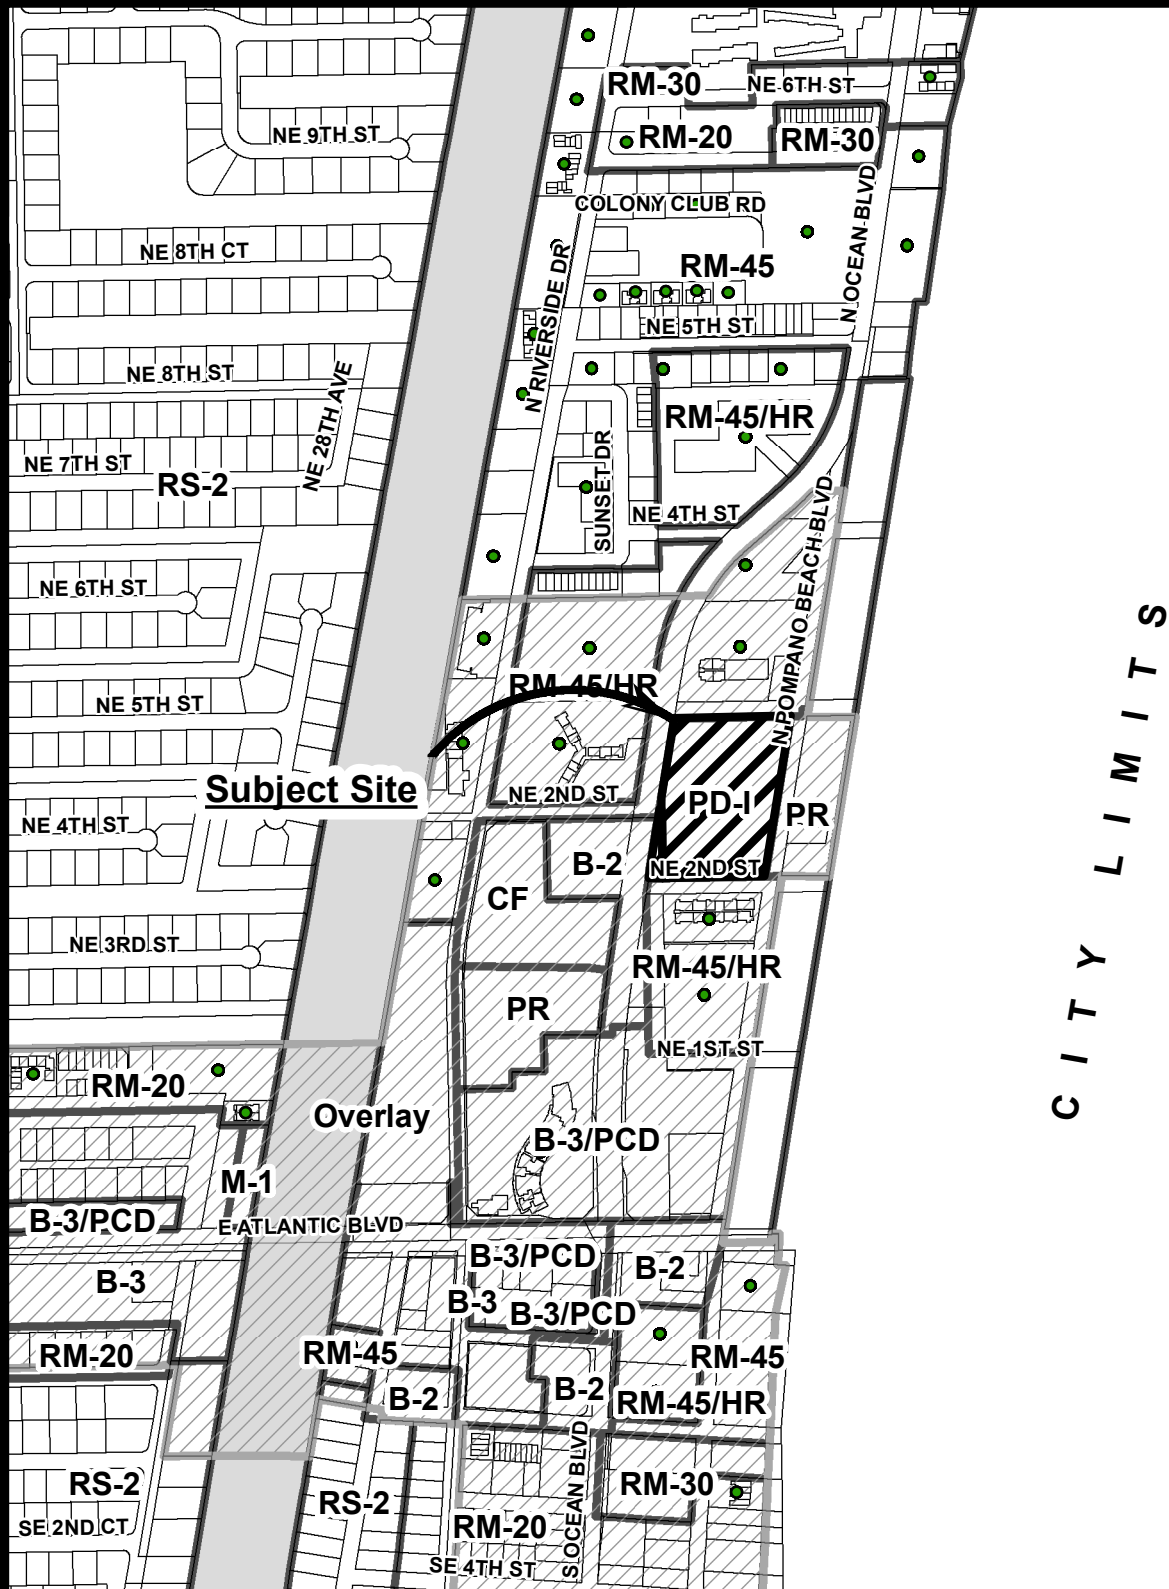 RM-30
NE 6TH ST
NE 9TH ST
RM-20
RM-30
COLONY CLUB RD
N OCEAN BLVD
NE 8TH CT
RM-45
N RIVERSIDE DR
NE 5TH ST
NE 8TH ST
NE 28TH AVE
RM-45/HR
NE 7TH ST
RS-2
SUNSET DR
NE 4TH ST
N POMPANO BEACH BLVD
NE 6TH ST
CITY LIMITS
RM-45/HR
NE 5TH ST
Subject Site
NE 2ND ST
PD-I
PR
NE 4TH ST
B-2
NE 2ND ST
CF
NE 3RD ST
RM-45/HR
PR
NE 1ST ST
RM-20
Overlay
B-3/PCD
M-1
B-3/PCD
E ATLANTIC BLVD
B-3/PCD
B-2
B-3
B-3
B-3/PCD
RM-20
RM-45
RM-45
B-2
B-2
RM-45/HR
RS-2
RS-2
S OCEAN BLVD
RM-30
SE 2ND CT
RM-20
SE 4TH ST